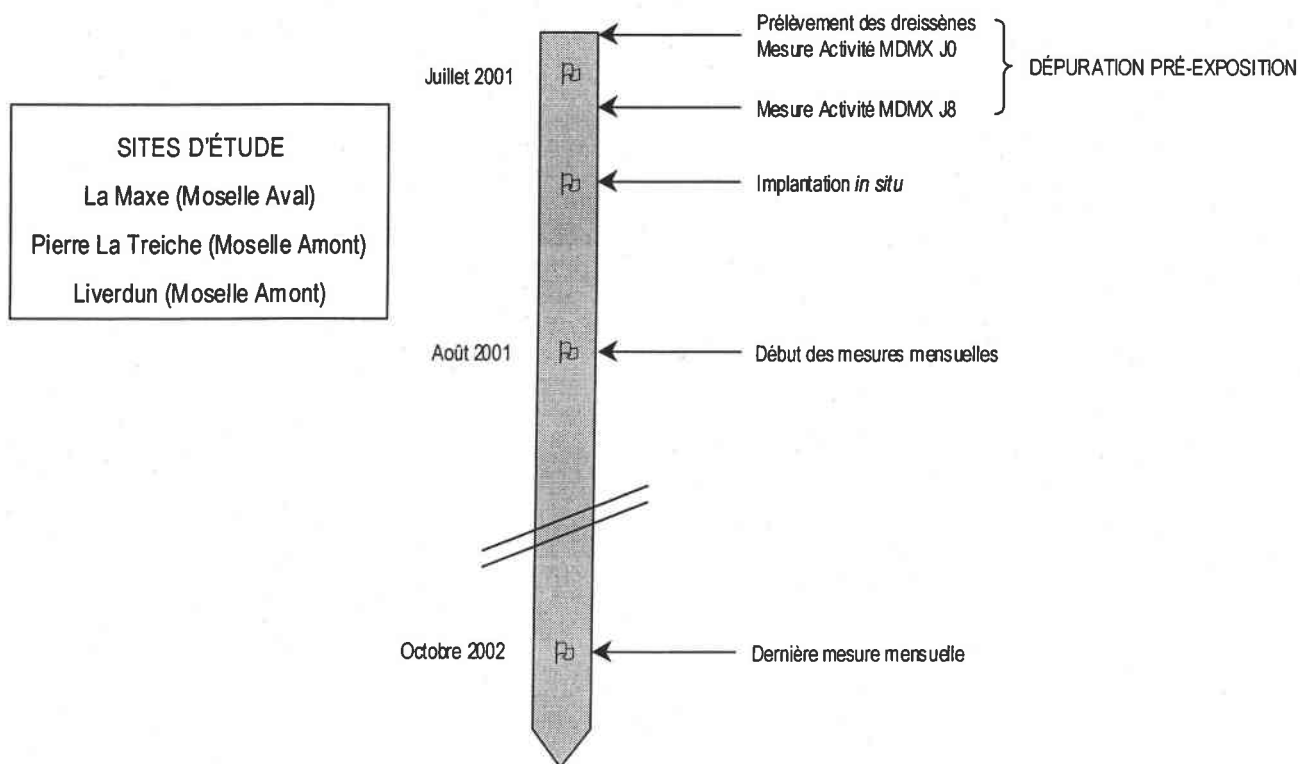 SITES D'ÉTUDE
La Maxe (Moselle Aval)
Pierre La Treiche (Moselle Amont)
Liverdun (Moselle Amont)
Juillet 2001
Prélèvement des dreissènes
Mesure Activité MDMX J0
DÉPURATION PRÉ-EXPOSITION
Mesure Activité MDMX J8
Implantation in situ
Août 2001
Début des mesures mensuelles
Octobre 2002
Dernière mesure mensuelle